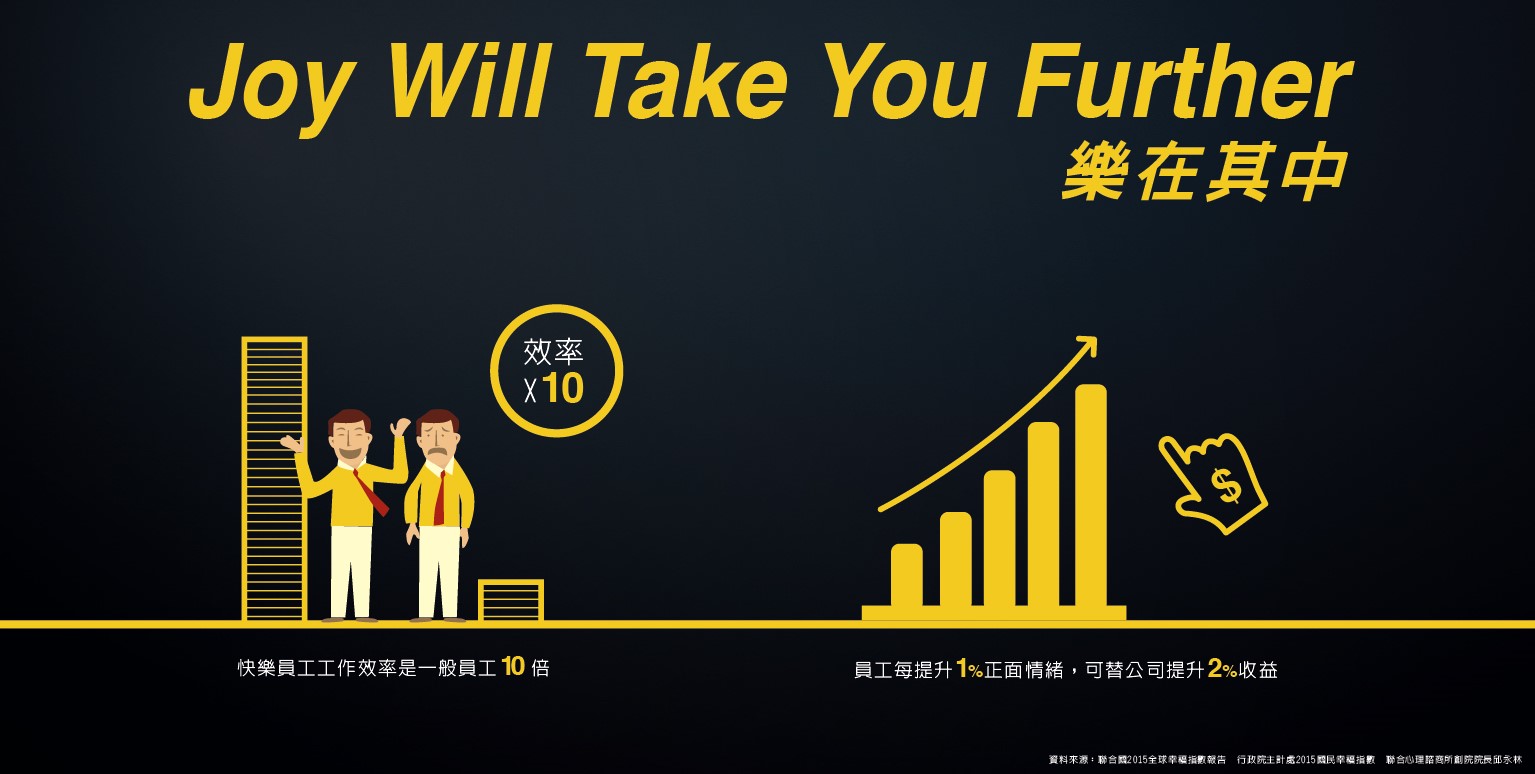 Joy Will Take You Further
樂在其中
效率
X10
快樂員工工作效率是一般員工10倍
員工每提升1%正面情緒，可替公司提升2%收益
$
資料來源：聯合國2015全球幸福指數報告 行政院主計處2015國民幸福指數 聯合心理諮商所創院院長邱永林